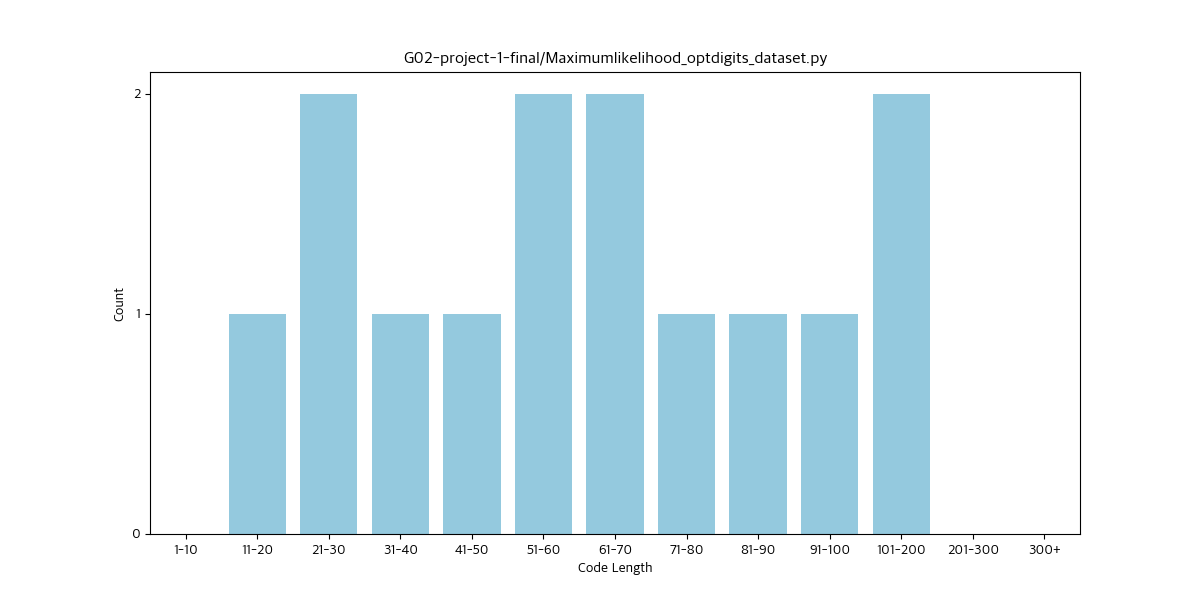 G02-project-1-final/Maximumlikelihood_optdigits_dataset.py
Count
2
1
0
1-10 11-20 21-30 31-40 41-50 51-60 61-70 71-80 81-90 91-100 101-200 201-300 300+
Code Length